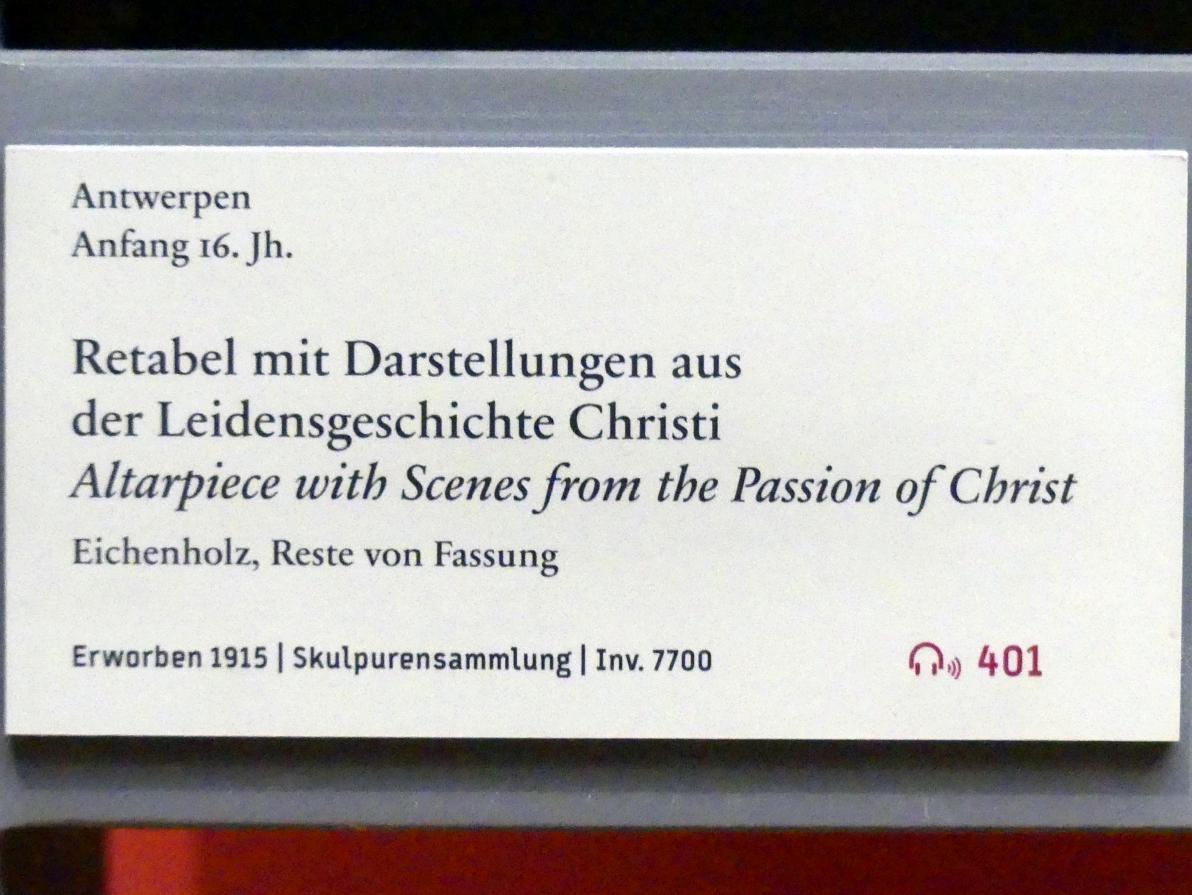 Antwerpen
Anfang 16. Jh.
Retabel mit Darstellungen aus
der Leidensgeschichte Christi
Altarpiece with Scenes from the Passion of Christ
Eichenholz, Reste von Fassung
Erworben 1915 | Skulpurensammlung | Inv. 7700
401